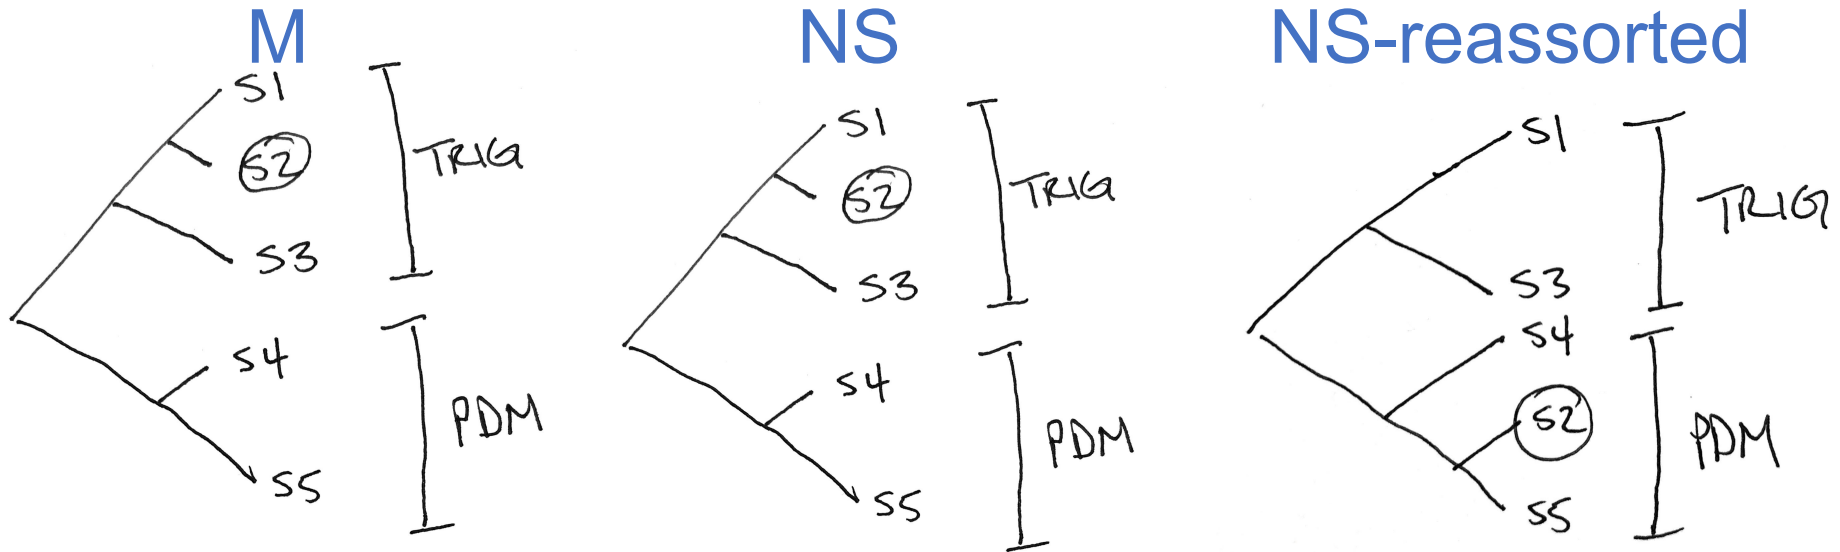 M
S1
S2
S3
TRIG
S4
S5
PDM
NS
S1
S2
S3
TRIG
S4
S5
PDM
NS-reassorted
S1
S3
TRIG
S4
S2
S5
PDM